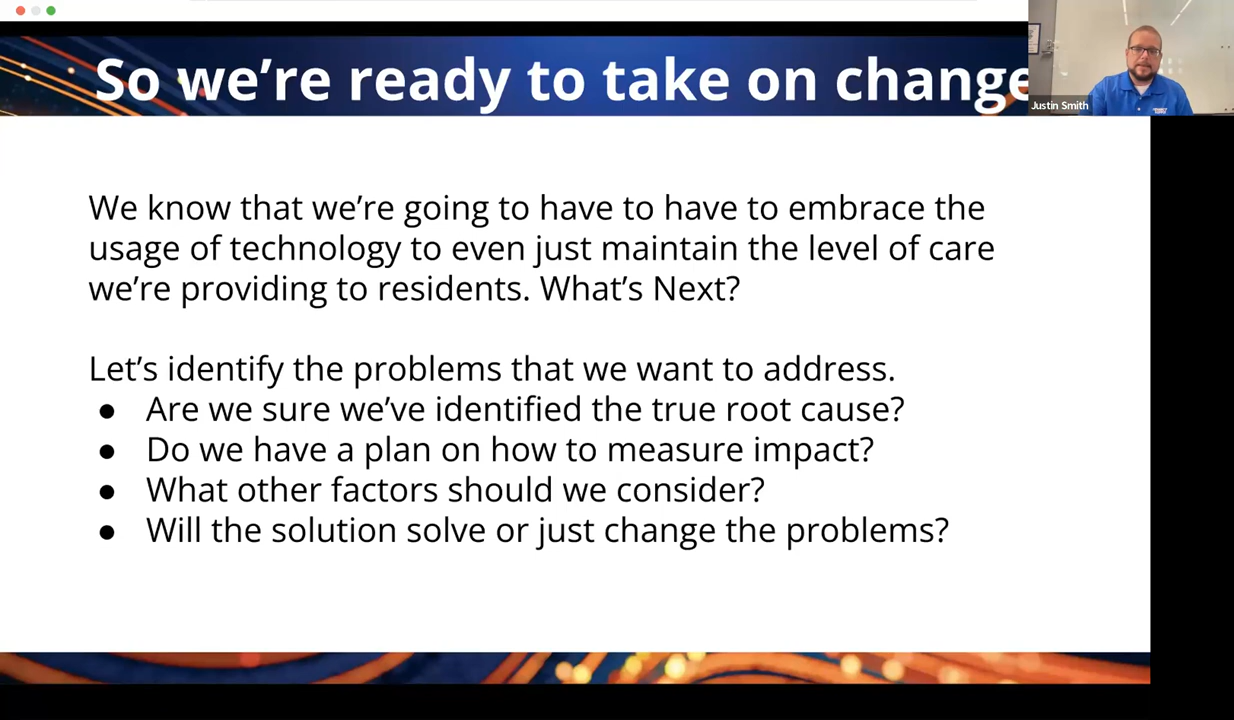 So we’re ready to take on change
Justin Smith
We know that we’re going to have to have to embrace the
usage of technology to even just maintain the level of care
we’re providing to residents. What’s Next?
Let’s identify the problems that we want to address.
● Are we sure we’ve identified the true root cause?
● Do we have a plan on how to measure impact?
● What other factors should we consider?
● Will the solution solve or just change the problems?